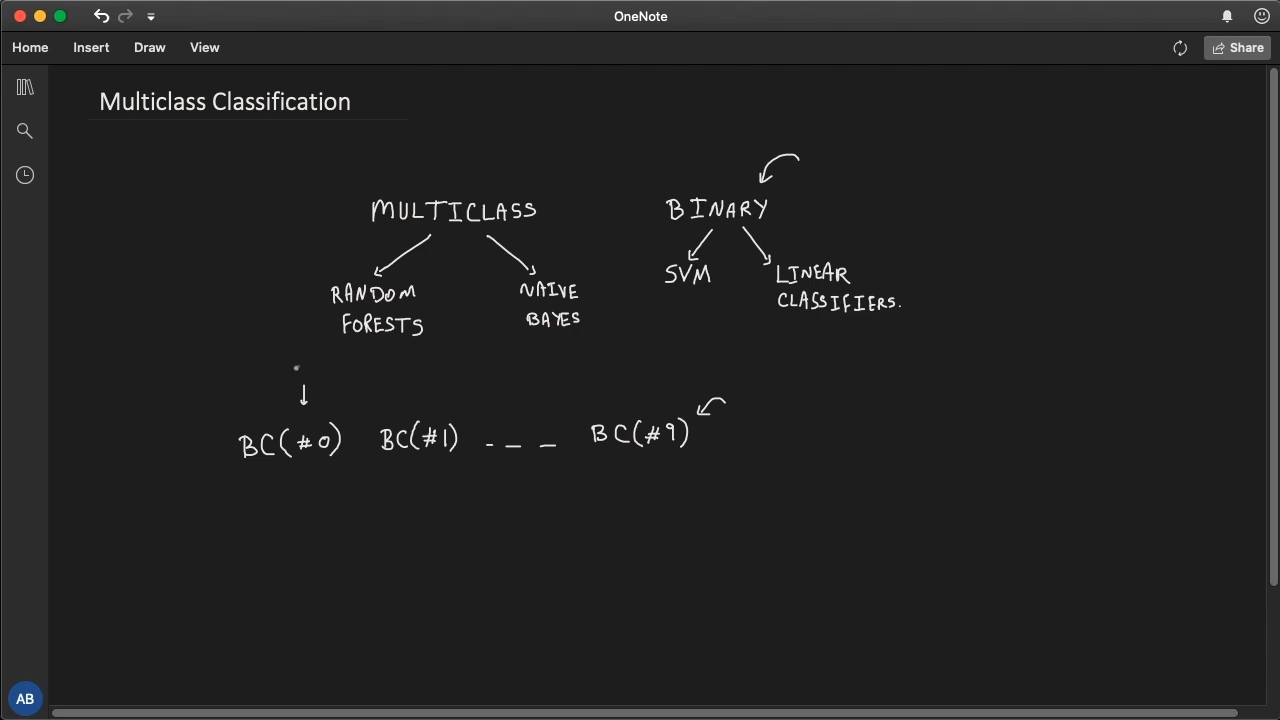 OneNote
Home Insert Draw View Share
Multiclass Classification
MULTICLASS BINARY
RANDOM FORESTS
NAIVE BAYES
SVM
LINEAR CLASSIFIERS.
BC(#0) BC(#1) - — — BC(#9)
AB